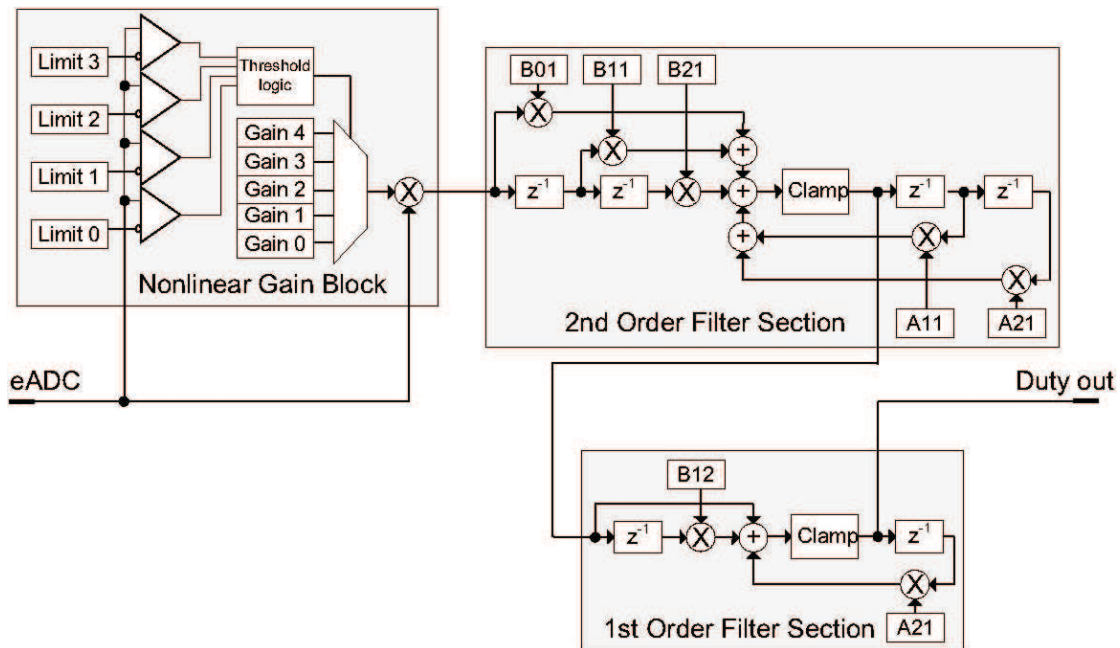 Limit 3
Limit 2
Limit 1
Limit 0
Threshold
logic
Gain 4
Gain 3
Gain 2
Gain 1
Gain 0
X
Nonlinear Gain Block
eADC
B01
B11
B21
X
X
X
+
+
+
z⁻¹
z⁻¹
Clamp
z⁻¹
z⁻¹
X
X
A11
A21
2nd Order Filter Section
Duty out
B12
z⁻¹
X
+
Clamp
z⁻¹
X
A21
1st Order Filter Section